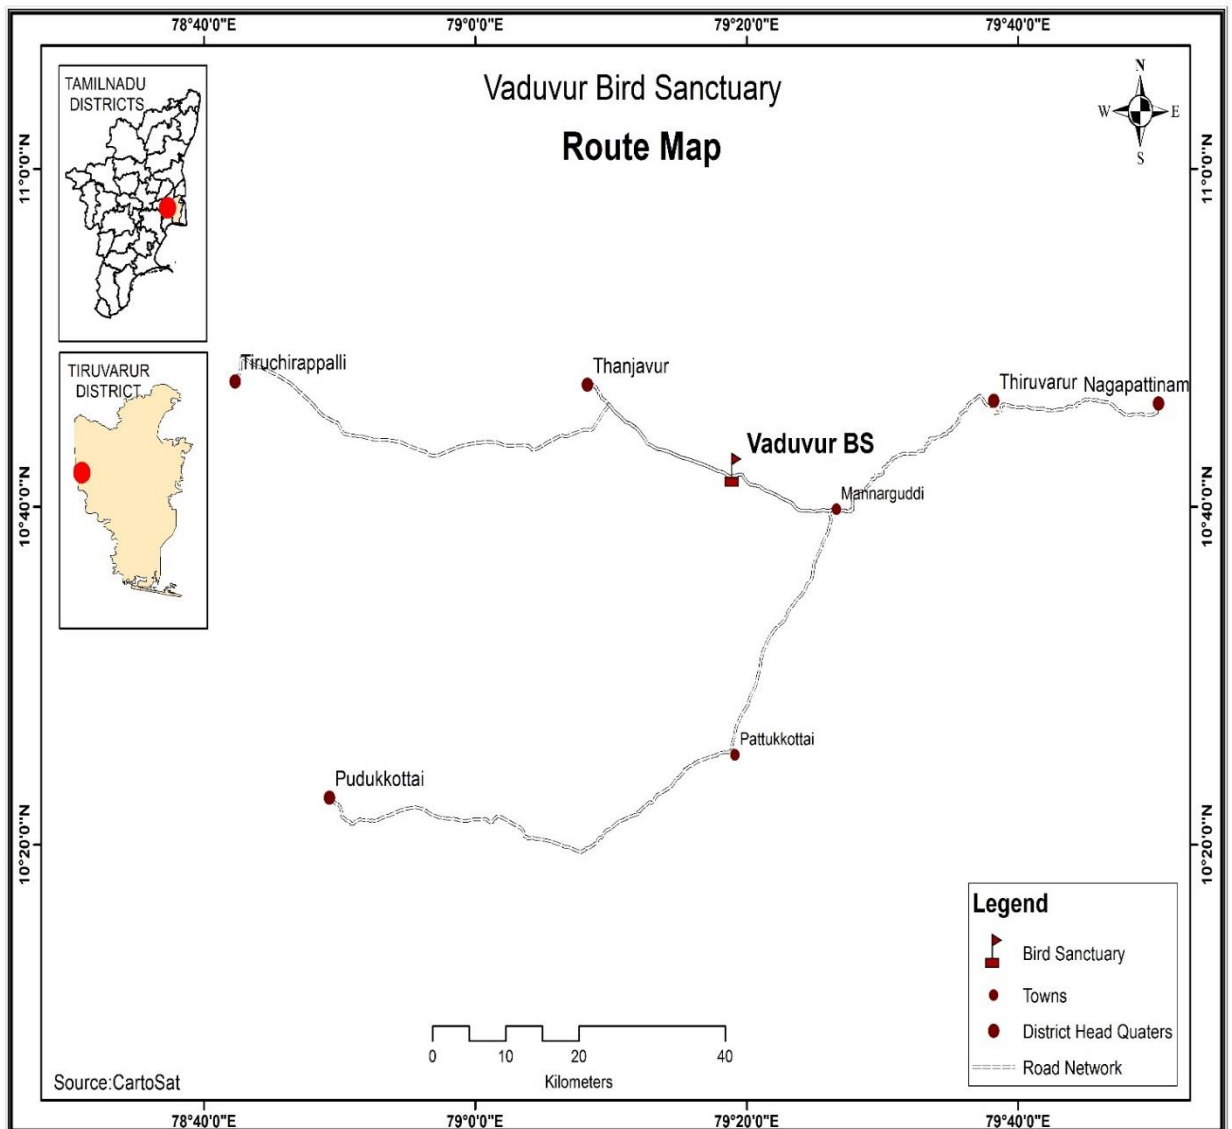 78°40'0"E 79°0'0"E 79°20'0"E 79°40'0"E
TAMILNADU
DISTRICTS
Vaduvur Bird Sanctuary
Route Map
N
W E
S
11°0'0"N 11°0'0"N
TIRUVARUR
DISTRICT
Tiruchirappalli
Thanjavur
Thiruvarur
Nagapattinam
Vaduvur BS
Mannarguddi
10°40'0"N 10°40'0"N
Pattukkottai
Pudukkottai
10°20'0"N 10°20'0"N
Legend
Bird Sanctuary
Towns
District Head Quaters
Road Network
0 10 20 40
Kilometers
Source:CartoSat
78°40'0"E 79°0'0"E 79°20'0"E 79°40'0"E